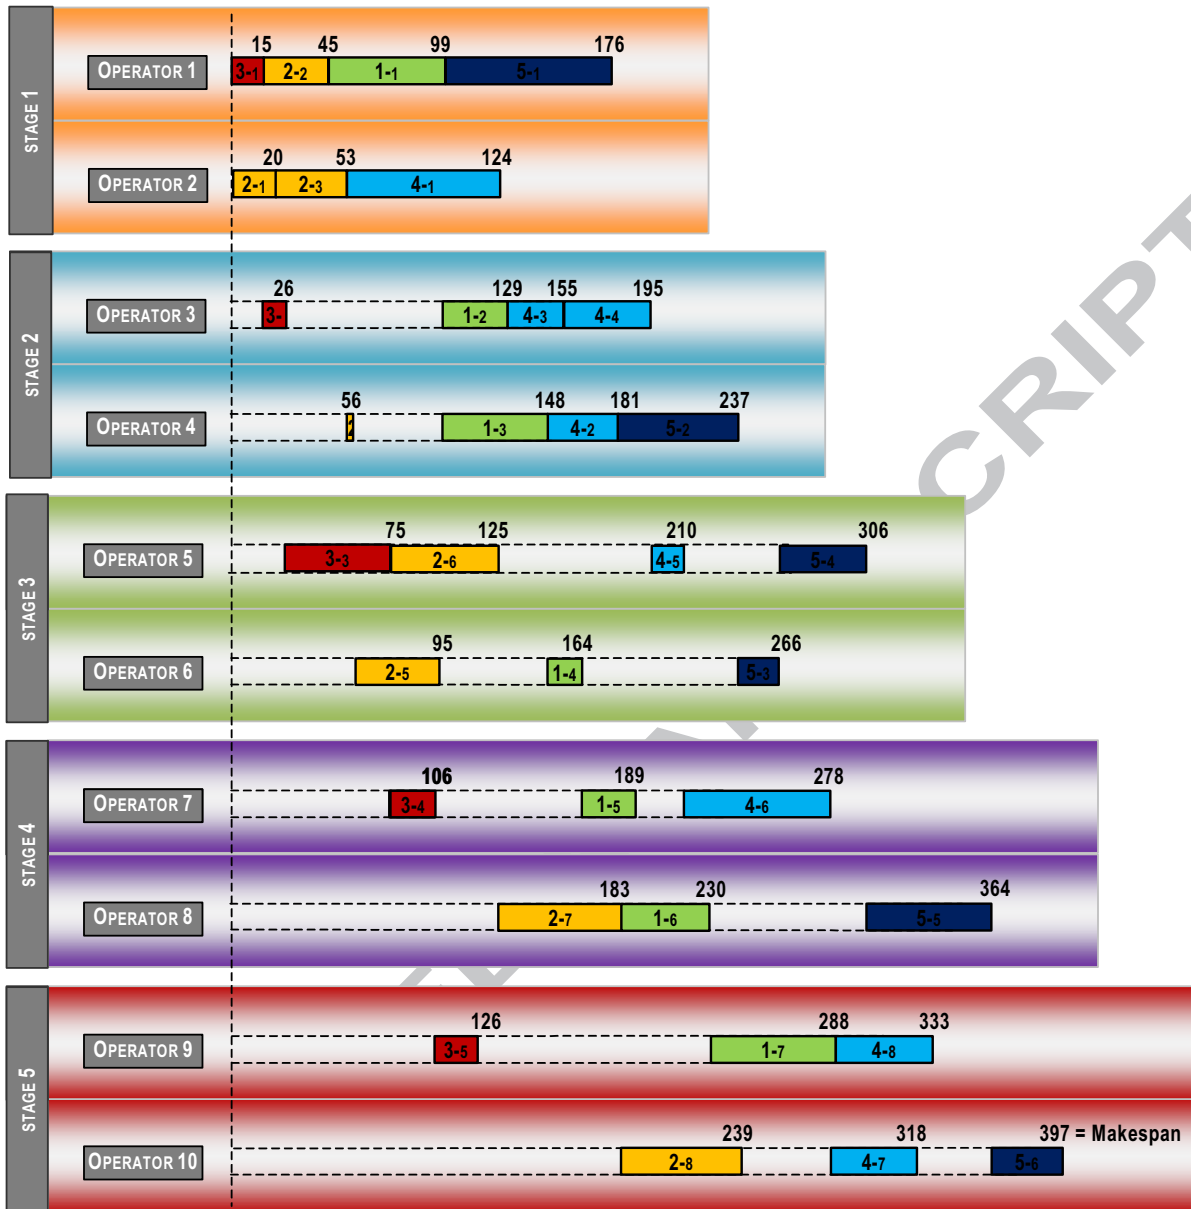 STAGE 1
15 45 99 176
OPERATOR 1 3-1 2-2 1-1 5-1
20 53 124
OPERATOR 2 2-1 2-3 4-1
STAGE 2
26 129 155 195
OPERATOR 3 3- 1-2 4-3 4-4
56 148 181 237
OPERATOR 4 1-3 4-2 5-2
STAGE 3
75 125 210 306
OPERATOR 5 3-3 2-6 4-5 5-4
95 164 266
OPERATOR 6 2-5 1-4 5-3
STAGE 4
106 189 278
OPERATOR 7 3-4 1-5 4-6
183 230 364
OPERATOR 8 2-7 1-6 5-5
STAGE 5
126 288 333
OPERATOR 9 3-5 1-7 4-8
239 318 397 = Makespan
OPERATOR 10 2-8 4-7 5-6
CRIPT